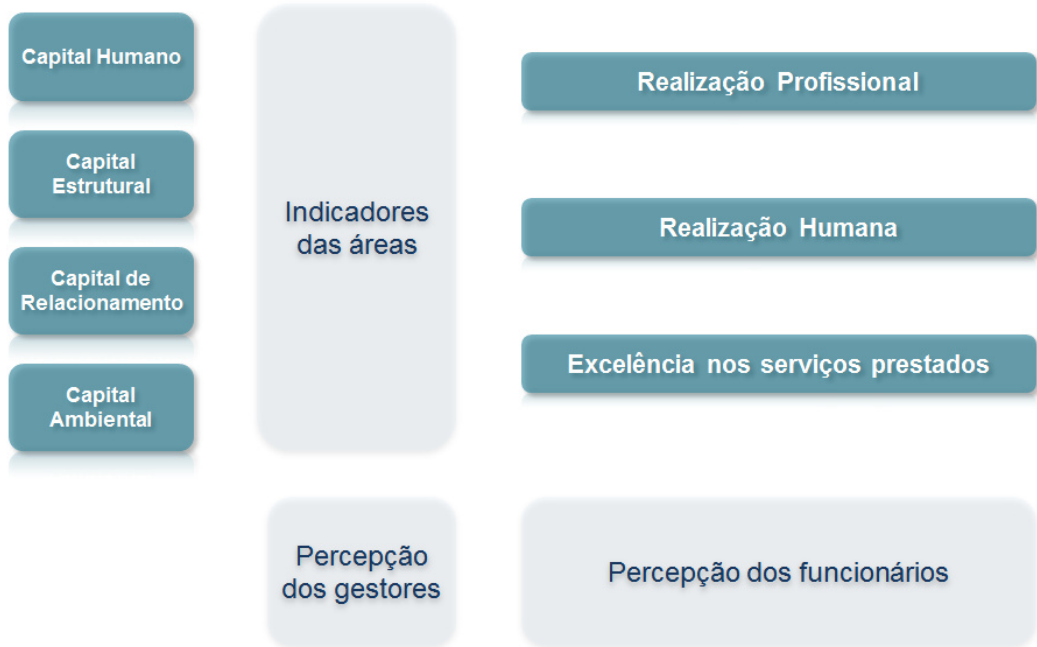 Capital Humano
Capital
Estrutural
Capital de
Relacionamento
Capital
Ambiental
Indicadores
das áreas
Realização Profissional
Realização Humana
Excelência nos serviços prestados
Percepção
dos gestores
Percepção dos funcionários